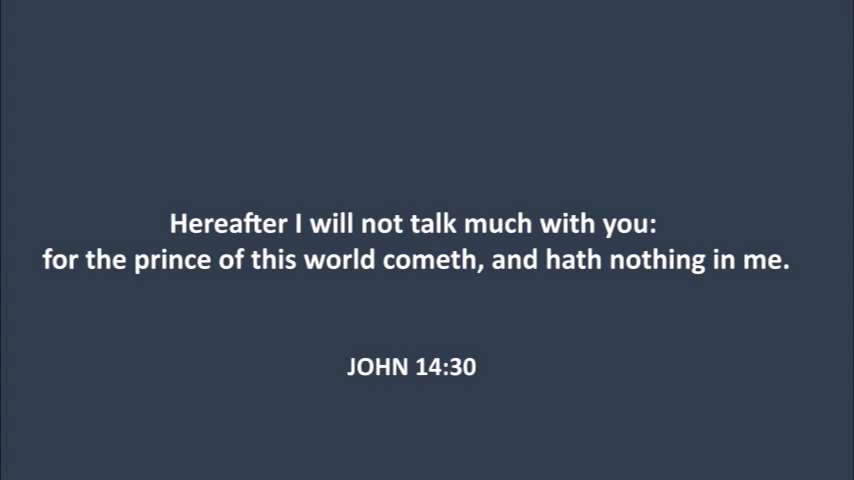 Hereafter I will not talk much with you:
for the prince of this world cometh, and hath nothing in me.
JOHN 14:30